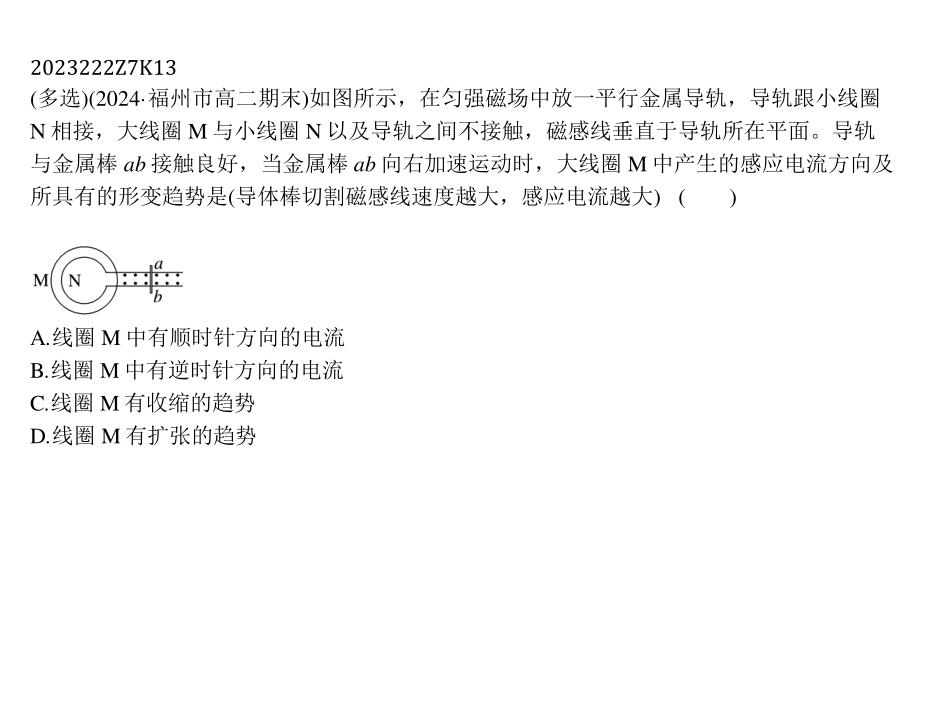 2023222Z7K13
(多选)(2024·福州市高二期末)如图所示，在匀强磁场中放一平行金属导轨，导轨跟小线圈
N 相接，大线圈 M 与小线圈 N 以及导轨之间不接触，磁感线垂直于导轨所在平面。导轨
与金属棒 ab 接触良好，当金属棒 ab 向右加速运动时，大线圈 M 中产生的感应电流方向及
所具有的形变趋势是(导体棒切割磁感线速度越大，感应电流越大) (　　)
a
M N
b
A.线圈 M 中有顺时针方向的电流
B.线圈 M 中有逆时针方向的电流
C.线圈 M 有收缩的趋势
D.线圈 M 有扩张的趋势